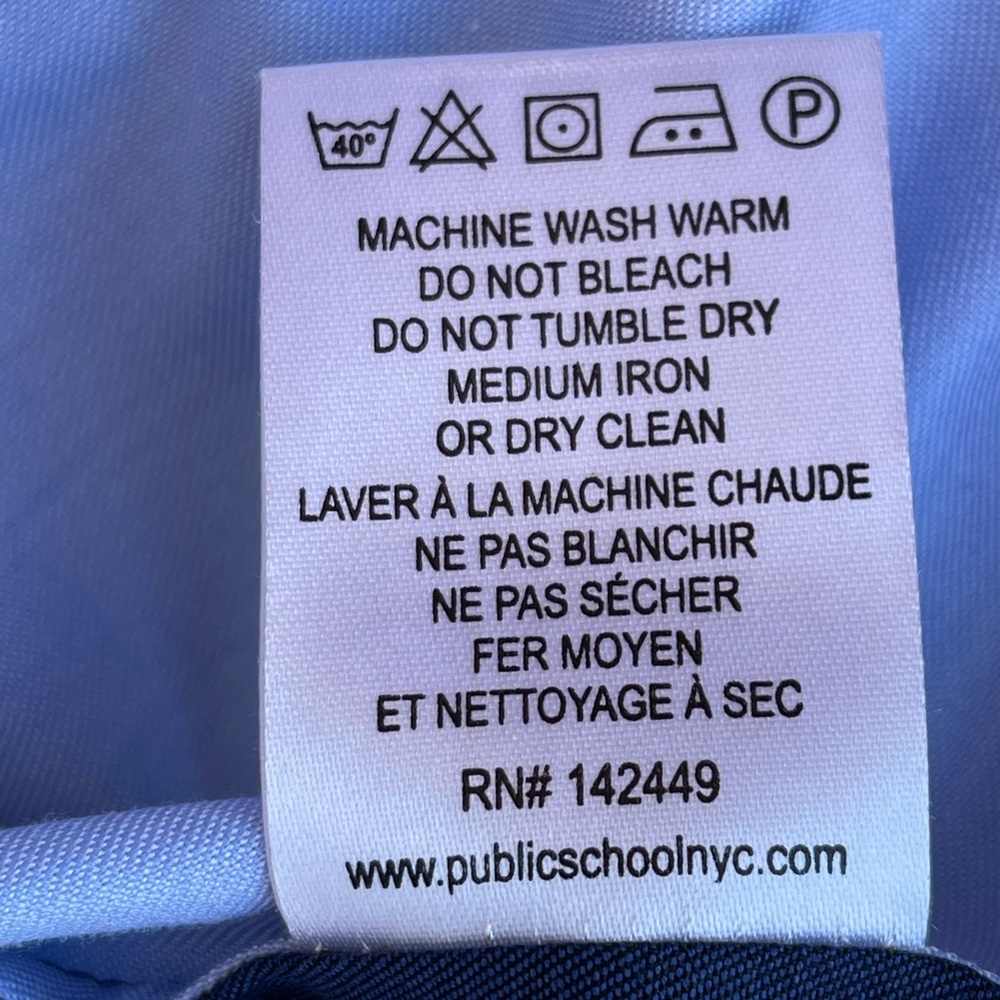 40°
P
MACHINE WASH WARM
DO NOT BLEACH
DO NOT TUMBLE DRY
MEDIUM IRON
OR DRY CLEAN
LAVER À LA MACHINE CHAUDE
NE PAS BLANCHIR
NE PAS SÉCHER
FER MOYEN
ET NETTOYAGE À SEC
RN# 142449
www.publicschoolnyc.com